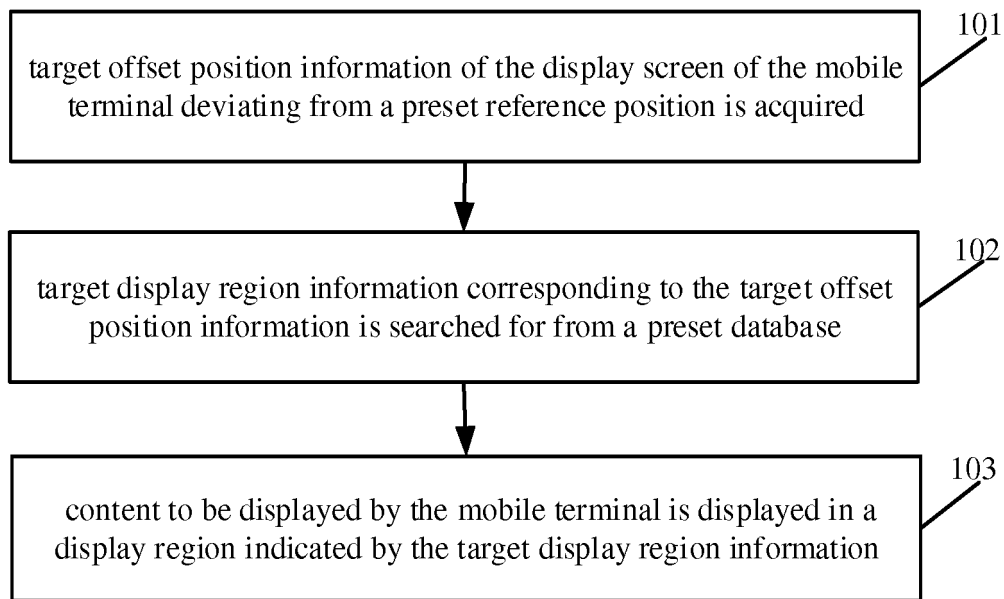 101
target offset position information of the display screen of the mobile
terminal deviating from a preset reference position is acquired
102
target display region information corresponding to the target offset
position information is searched for from a preset database
103
content to be displayed by the mobile terminal is displayed in a
display region indicated by the target display region information